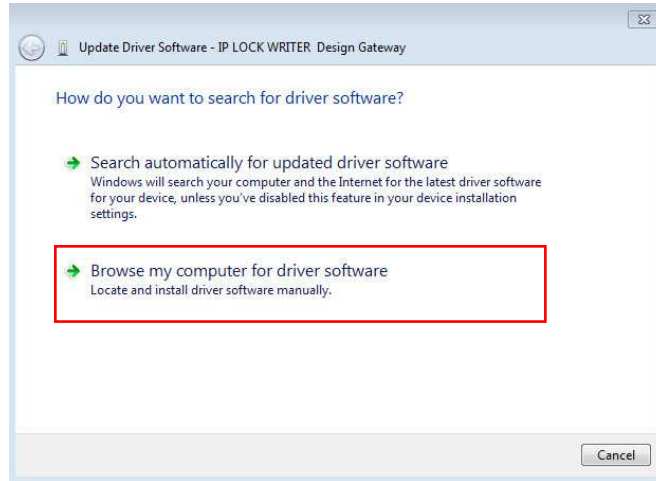 Update Driver Software - IP LOCK WRITER Design Gateway
How do you want to search for driver software?
Search automatically for updated driver software
Windows will search your computer and the Internet for the latest driver software
for your device, unless you've disabled this feature in your device installation
settings.
Browse my computer for driver software
Locate and install driver software manually.
Cancel